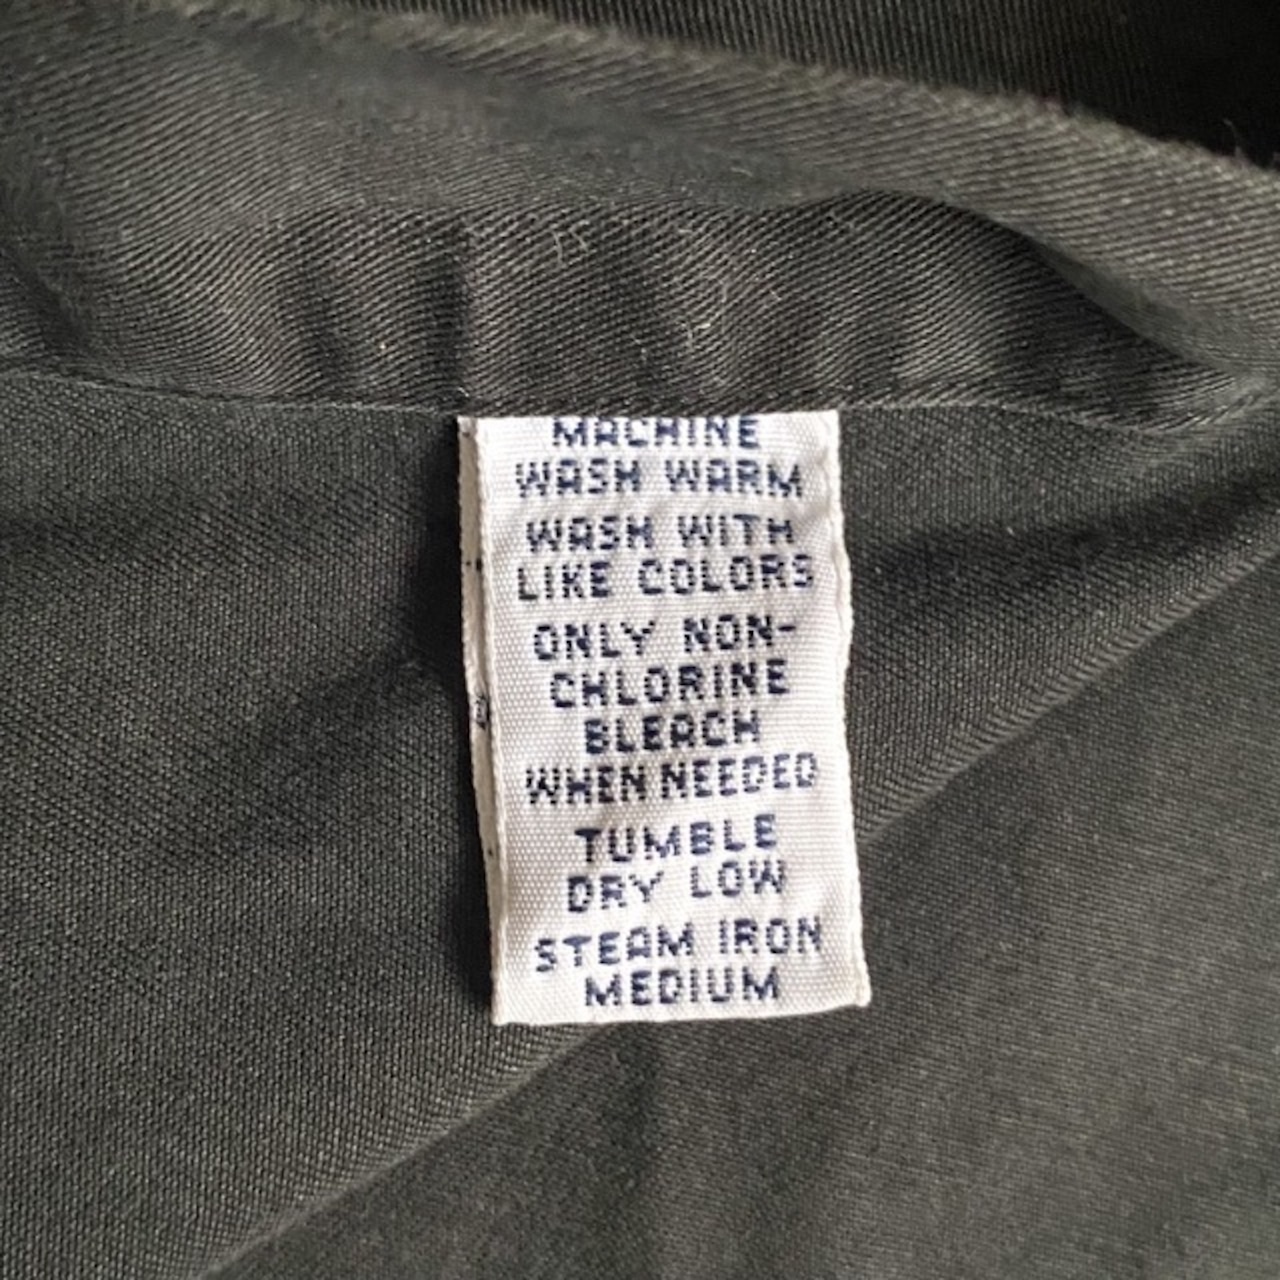 MACHINE
WASH WARM
WASH WITH
LIKE COLORS
ONLY NON-
CHLORINE
BLEACH
WHEN NEEDED
TUMBLE
DRY LOW
STEAM IRON
MEDIUM